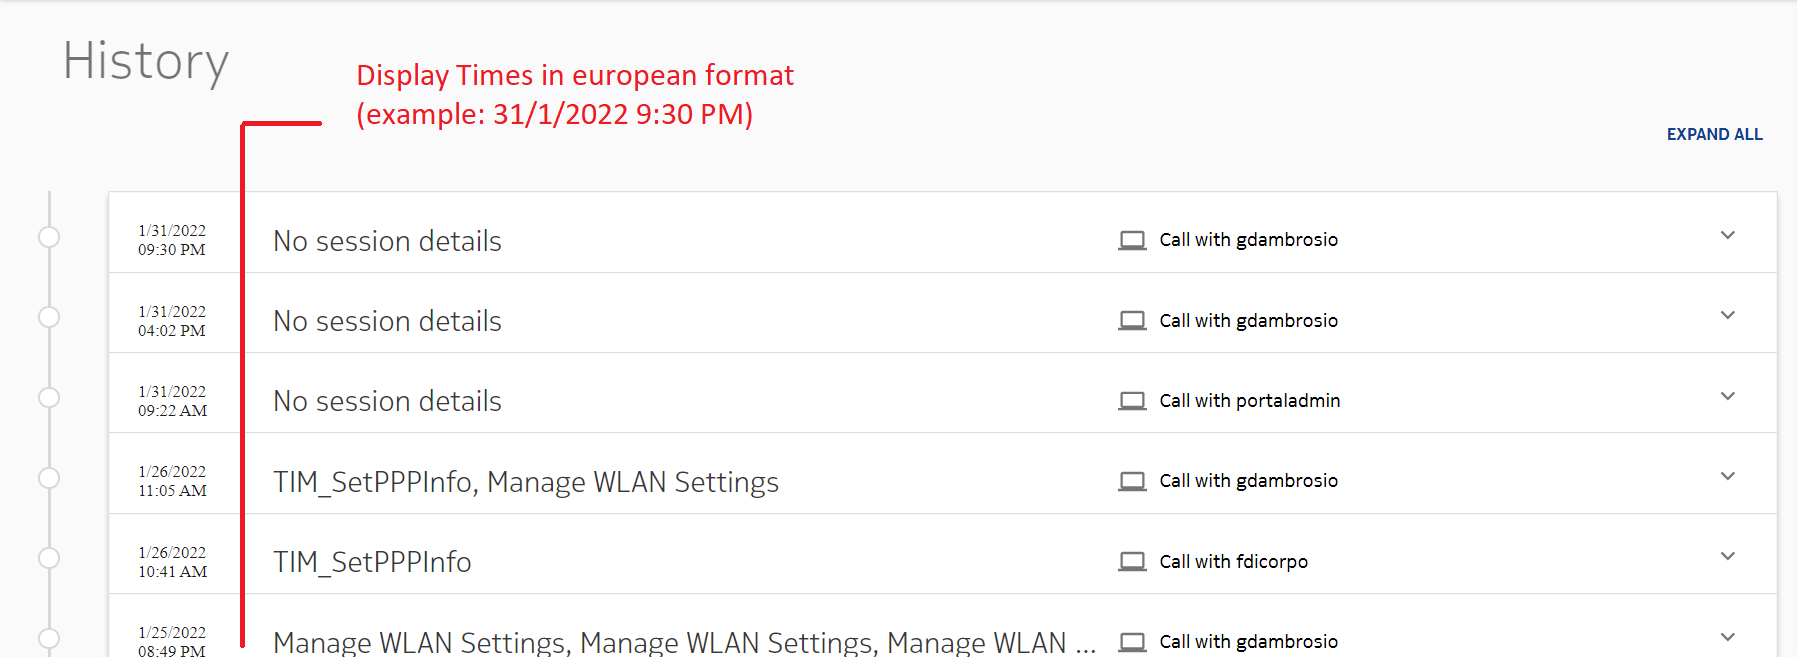 History
Display Times in european format
(example: 31/1/2022 9:30 PM)
EXPAND ALL
1/31/2022
09:30 PM
No session details
Call with gdambrosio
1/31/2022
04:02 PM
No session details
Call with gdambrosio
1/31/2022
09:22 AM
No session details
Call with portaladmin
1/26/2022
11:05 AM
TIM_SetPPPInfo, Manage WLAN Settings
Call with gdambrosio
1/26/2022
10:41 AM
TIM_SetPPPInfo
Call with fdicorpo
1/25/2022
08:49 PM
Manage WLAN Settings, Manage WLAN Settings, Manage WLAN ...
Call with gdambrosio